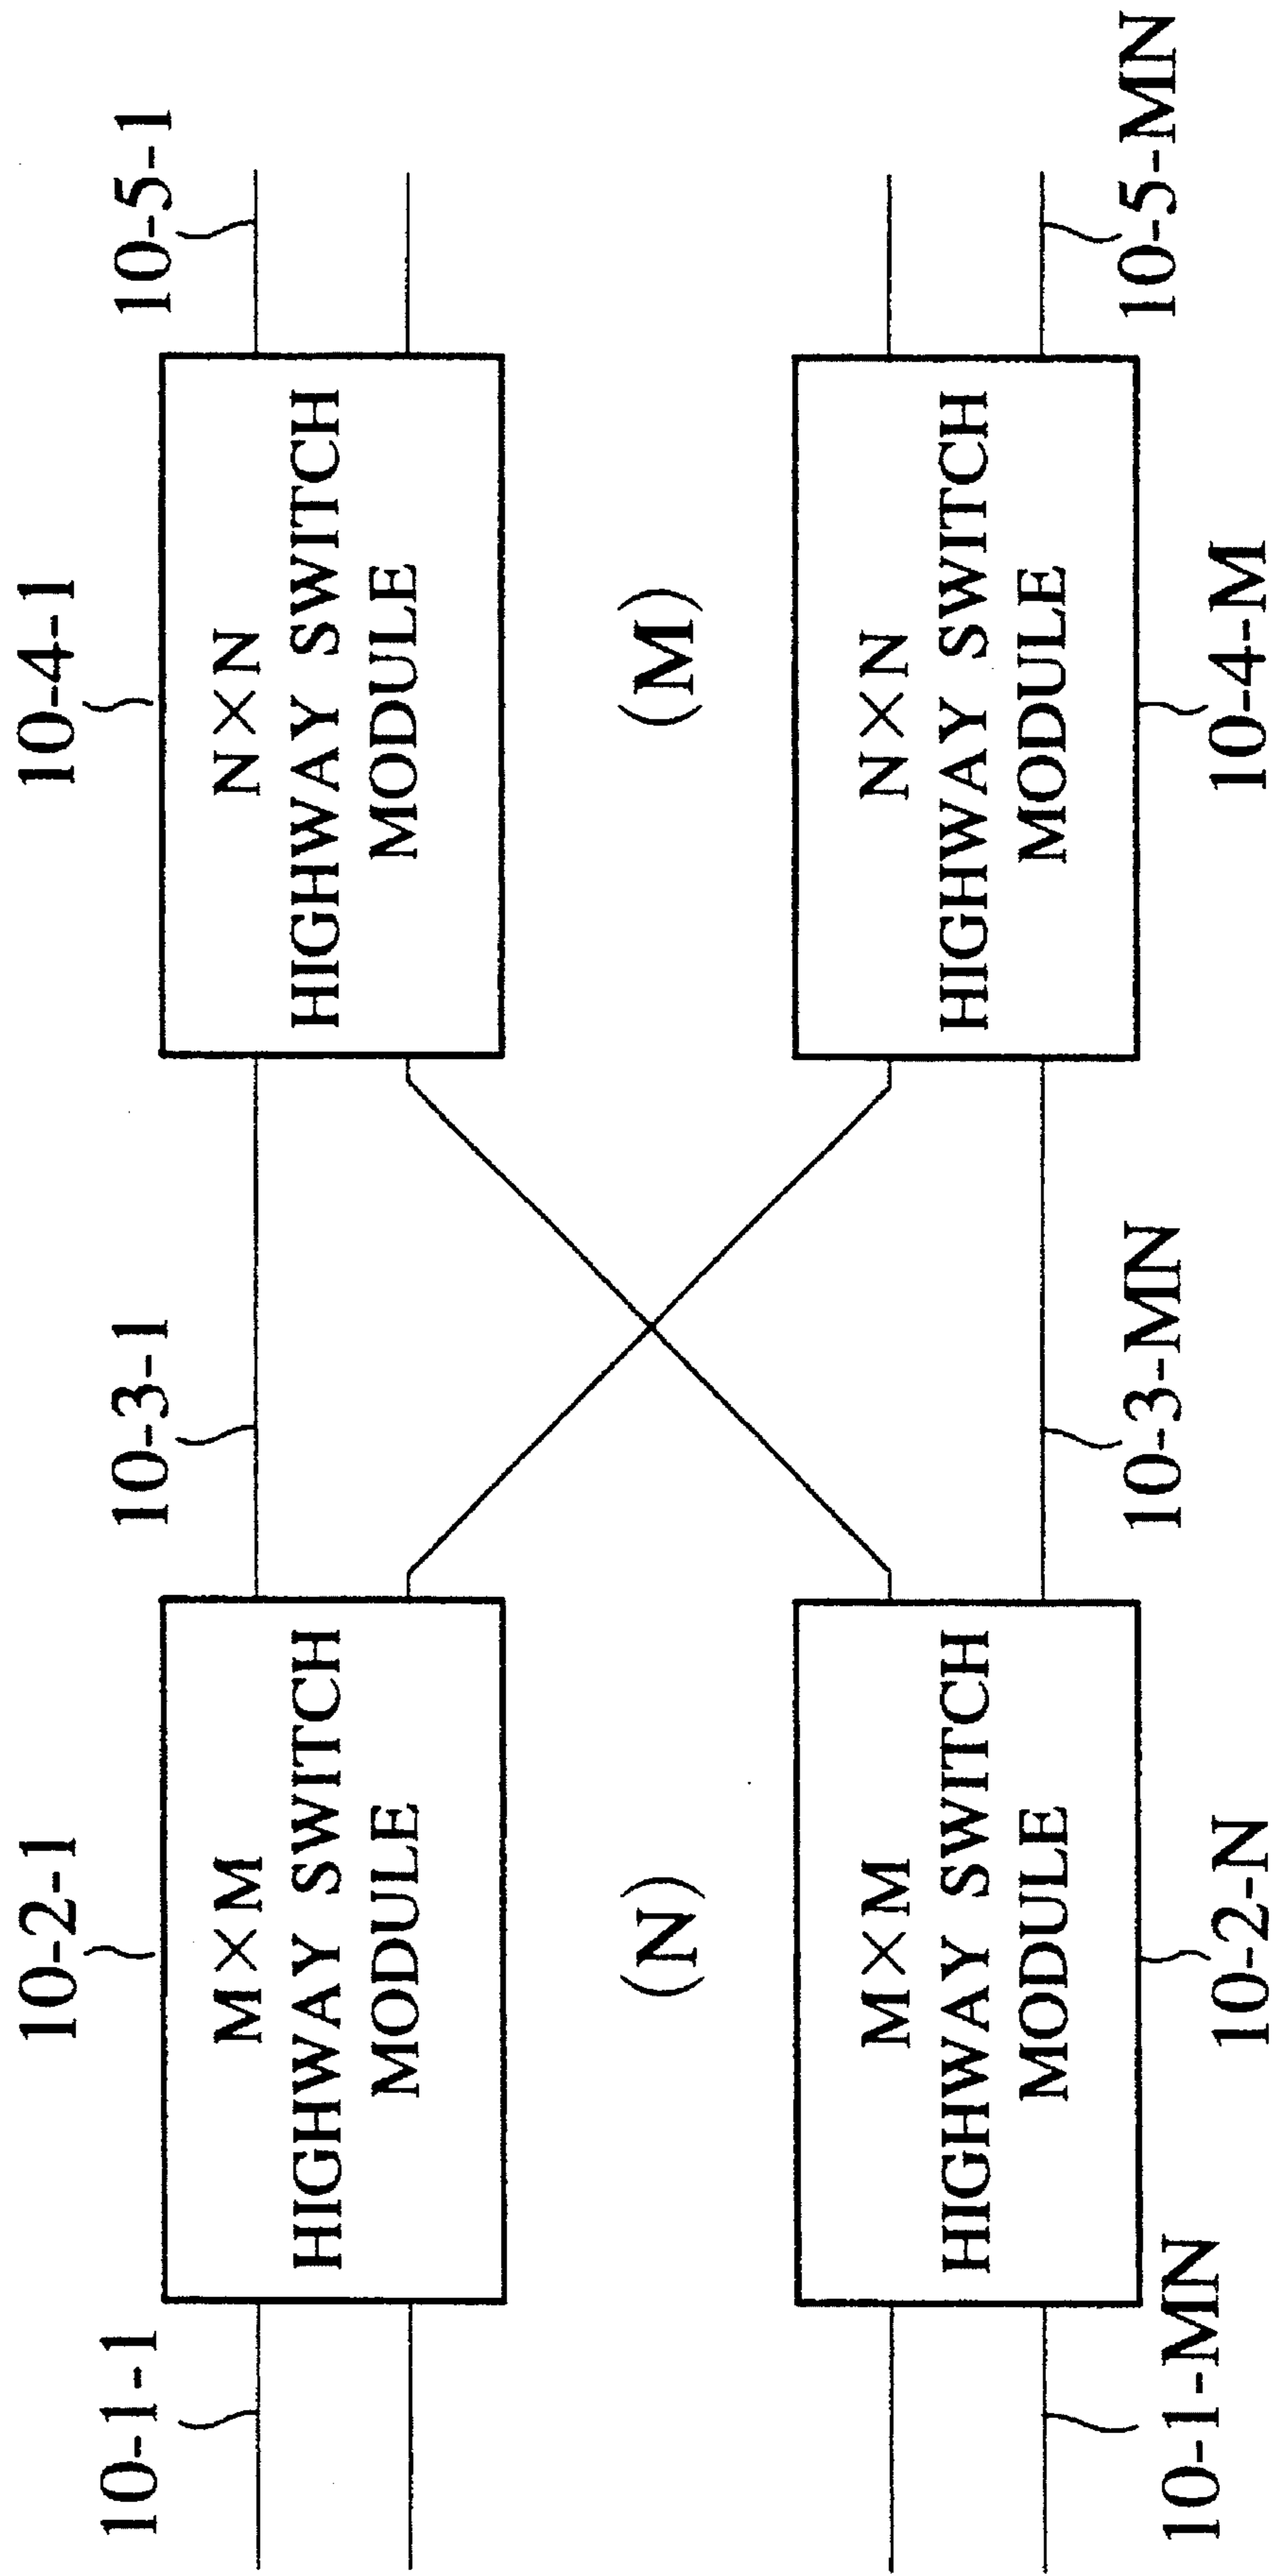 10-1-1
10-2-1
10-3-1
10-4-1
10-5-1
M×M
HIGHWAY SWITCH
MODULE
N×N
HIGHWAY SWITCH
MODULE
(N)
(M)
M×M
HIGHWAY SWITCH
MODULE
N×N
HIGHWAY SWITCH
MODULE
10-1-MN
10-2-N
10-3-MN
10-4-M
10-5-MN